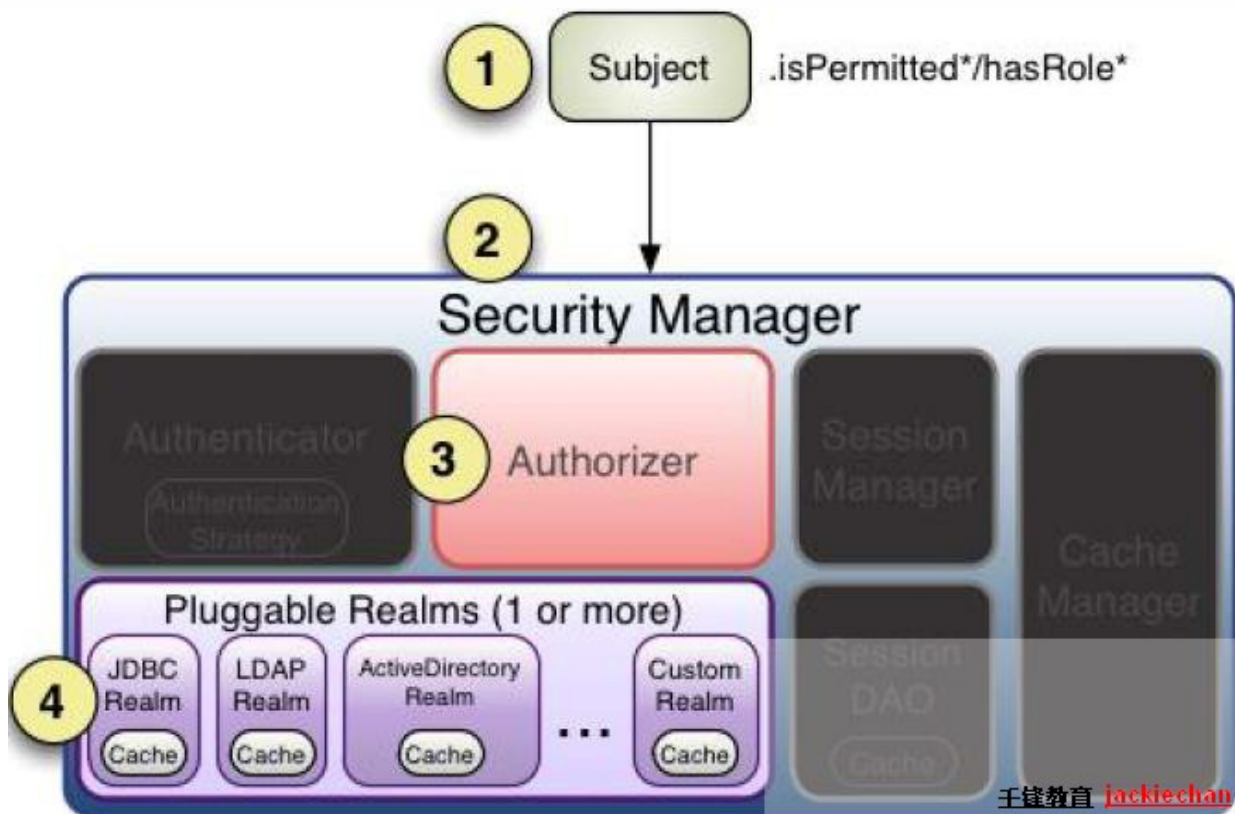 1
Subject
.isPermitted*/hasRole*
2
Security Manager
Authenticator
Authentication
Strategy
3
Authorizer
Session
Manager
Cache
Manager
Pluggable Realms (1 or more)
4
JDBC
Realm
Cache
LDAP
Realm
Cache
ActiveDirectory
Realm
Cache
...
Custom
Realm
Cache
Session
DAO
Cache
千锋教育 jackiechan